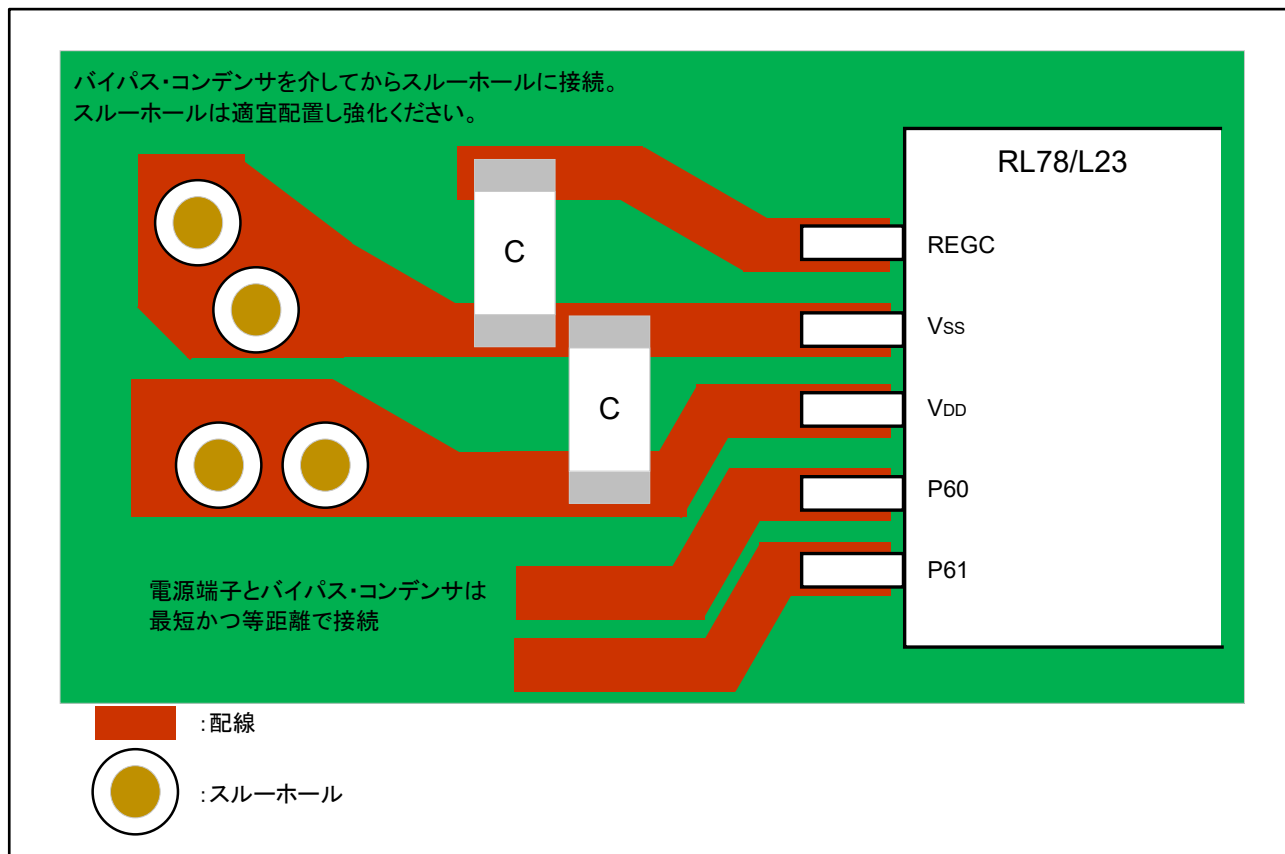 バイパス・コンデンサを介してからスルーホールに接続。
スルーホールは適宜配置し強化ください。
RL78/L23
REGC
C
VSS
VDD
C
P60
P61
電源端子とバイパス・コンデンサは
最短かつ等距離で接続
:配線
:スルーホール